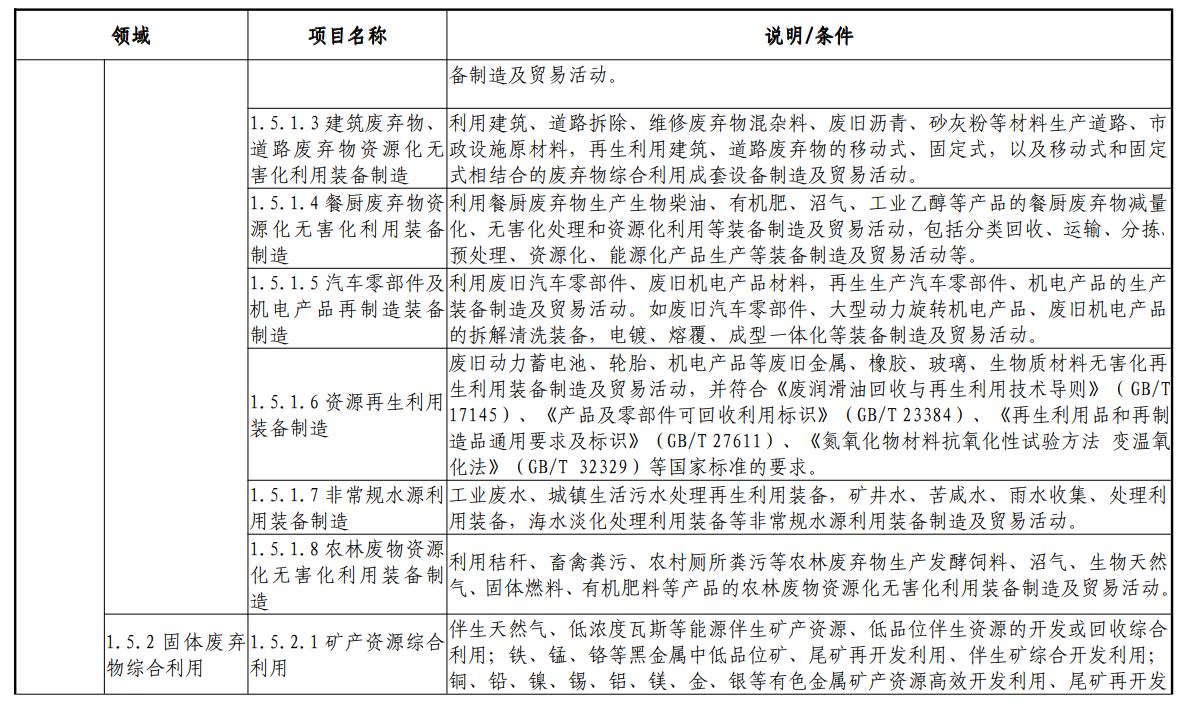 领域 项目名称 说明/条件
备制造及贸易活动。
1.5.1.3 建筑废弃物、
道路废弃物资源化无
害化利用装备制造
利用建筑、道路拆除、维修废弃物混杂料、废旧沥青、砂灰粉等材料生产道路、市
政设施原材料，再生利用建筑、道路废弃物的移动式、固定式，以及移动式和固定
式相结合的废弃物综合利用成套设备制造及贸易活动。
1.5.1.4 餐厨废弃物资
源化无害化利用装备
制造
利用餐厨废弃物生产生物柴油、有机肥、沼气、工业乙醇等产品的餐厨废弃物减量
化、无害化处理和资源化利用等装备制造及贸易活动，包括分类回收、运输、分拣、
预处理、资源化、能源化产品生产等装备制造及贸易活动等。
1.5.1.5 汽车零部件及
机电产品再制造装备
制造
利用废旧汽车零部件、废旧机电产品材料，再生生产汽车零部件、机电产品的生产
装备制造及贸易活动。如废旧汽车零部件、大型动力旋转机电产品、废旧机电产品
的拆解清洗装备，电镀、熔覆、成型一体化等装备制造及贸易活动。
1.5.1.6 资源再生利用
装备制造
废旧动力蓄电池、轮胎、机电产品等废旧金属、橡胶、玻璃、生物质材料无害化再
生利用装备制造及贸易活动，并符合《废润滑油回收与再生利用技术导则》（GB/T
17145）、《产品及零部件可回收利用标识》（GB/T 23384）、《再生利用品和再制
造品通用要求及标识》（GB/T 27611）、《氮氧化物材料抗氧化性试验方法 变温氧
化法》（GB/T 32329）等国家标准的要求。
1.5.1.7 非常规水源利
用装备制造
工业废水、城镇生活污水处理再生利用装备，矿井水、苦咸水、雨水收集、处理利
用装备，海水淡化处理利用装备等非常规水源利用装备制造及贸易活动。
1.5.1.8 农林废物资源
化无害化利用装备制
造
利用秸秆、畜禽粪污、农村厕所粪污等农林废弃物生产发酵饲料、沼气、生物天然
气、固体燃料、有机肥料等产品的农林废物资源化无害化利用装备制造及贸易活动。
1.5.2 固体废弃
物综合利用
1.5.2.1 矿产资源综合
利用
伴生天然气、低浓度瓦斯等能源伴生矿产资源、低品位伴生资源的开发或回收综合
利用；铁、锰、铬等黑金属中低品位矿、尾矿再开发利用、伴生矿综合开发利用；
铜、铅、镍、锡、铝、镁、金、银等有色金属矿产资源高效开发利用、尾矿再开发